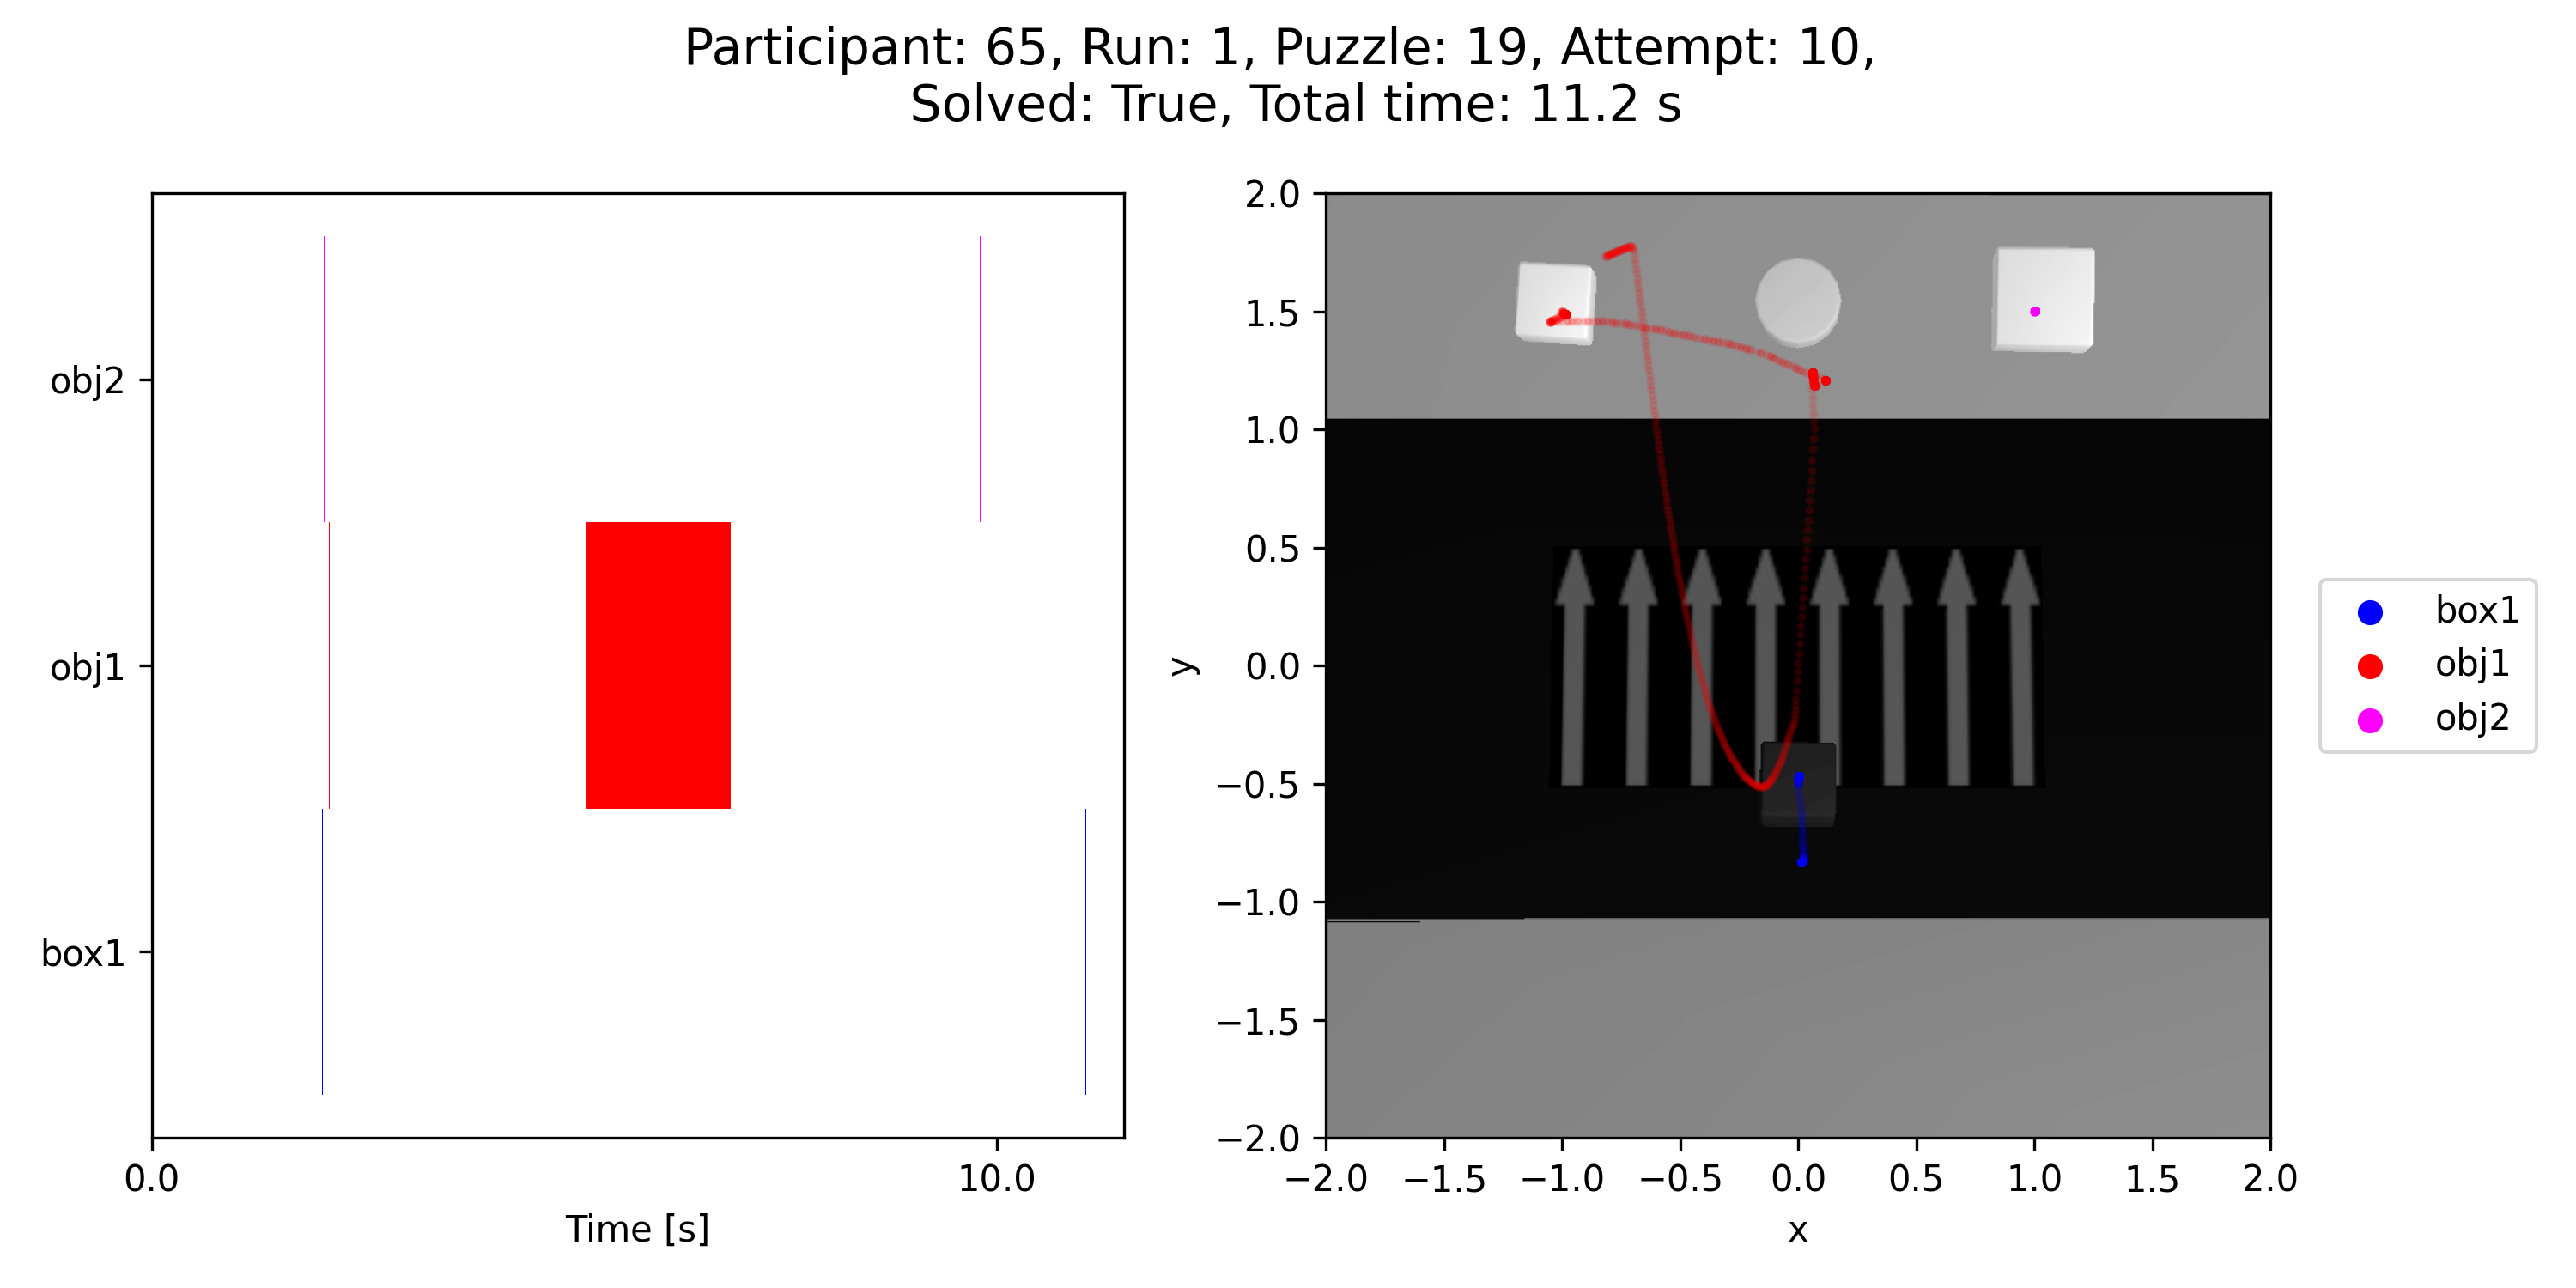 Participant: 65, Run: 1, Puzzle: 19, Attempt: 10,
Solved: True, Total time: 11.2 s
obj2
obj1
box1
0.0
10.0
Time [s]
2.0
1.5
1.0
0.5
0.0
−0.5
−1.0
−1.5
−2.0
y
−2.0
−1.5
−1.0
−0.5
0.0
0.5
1.0
1.5
2.0
x
box1
obj1
obj2